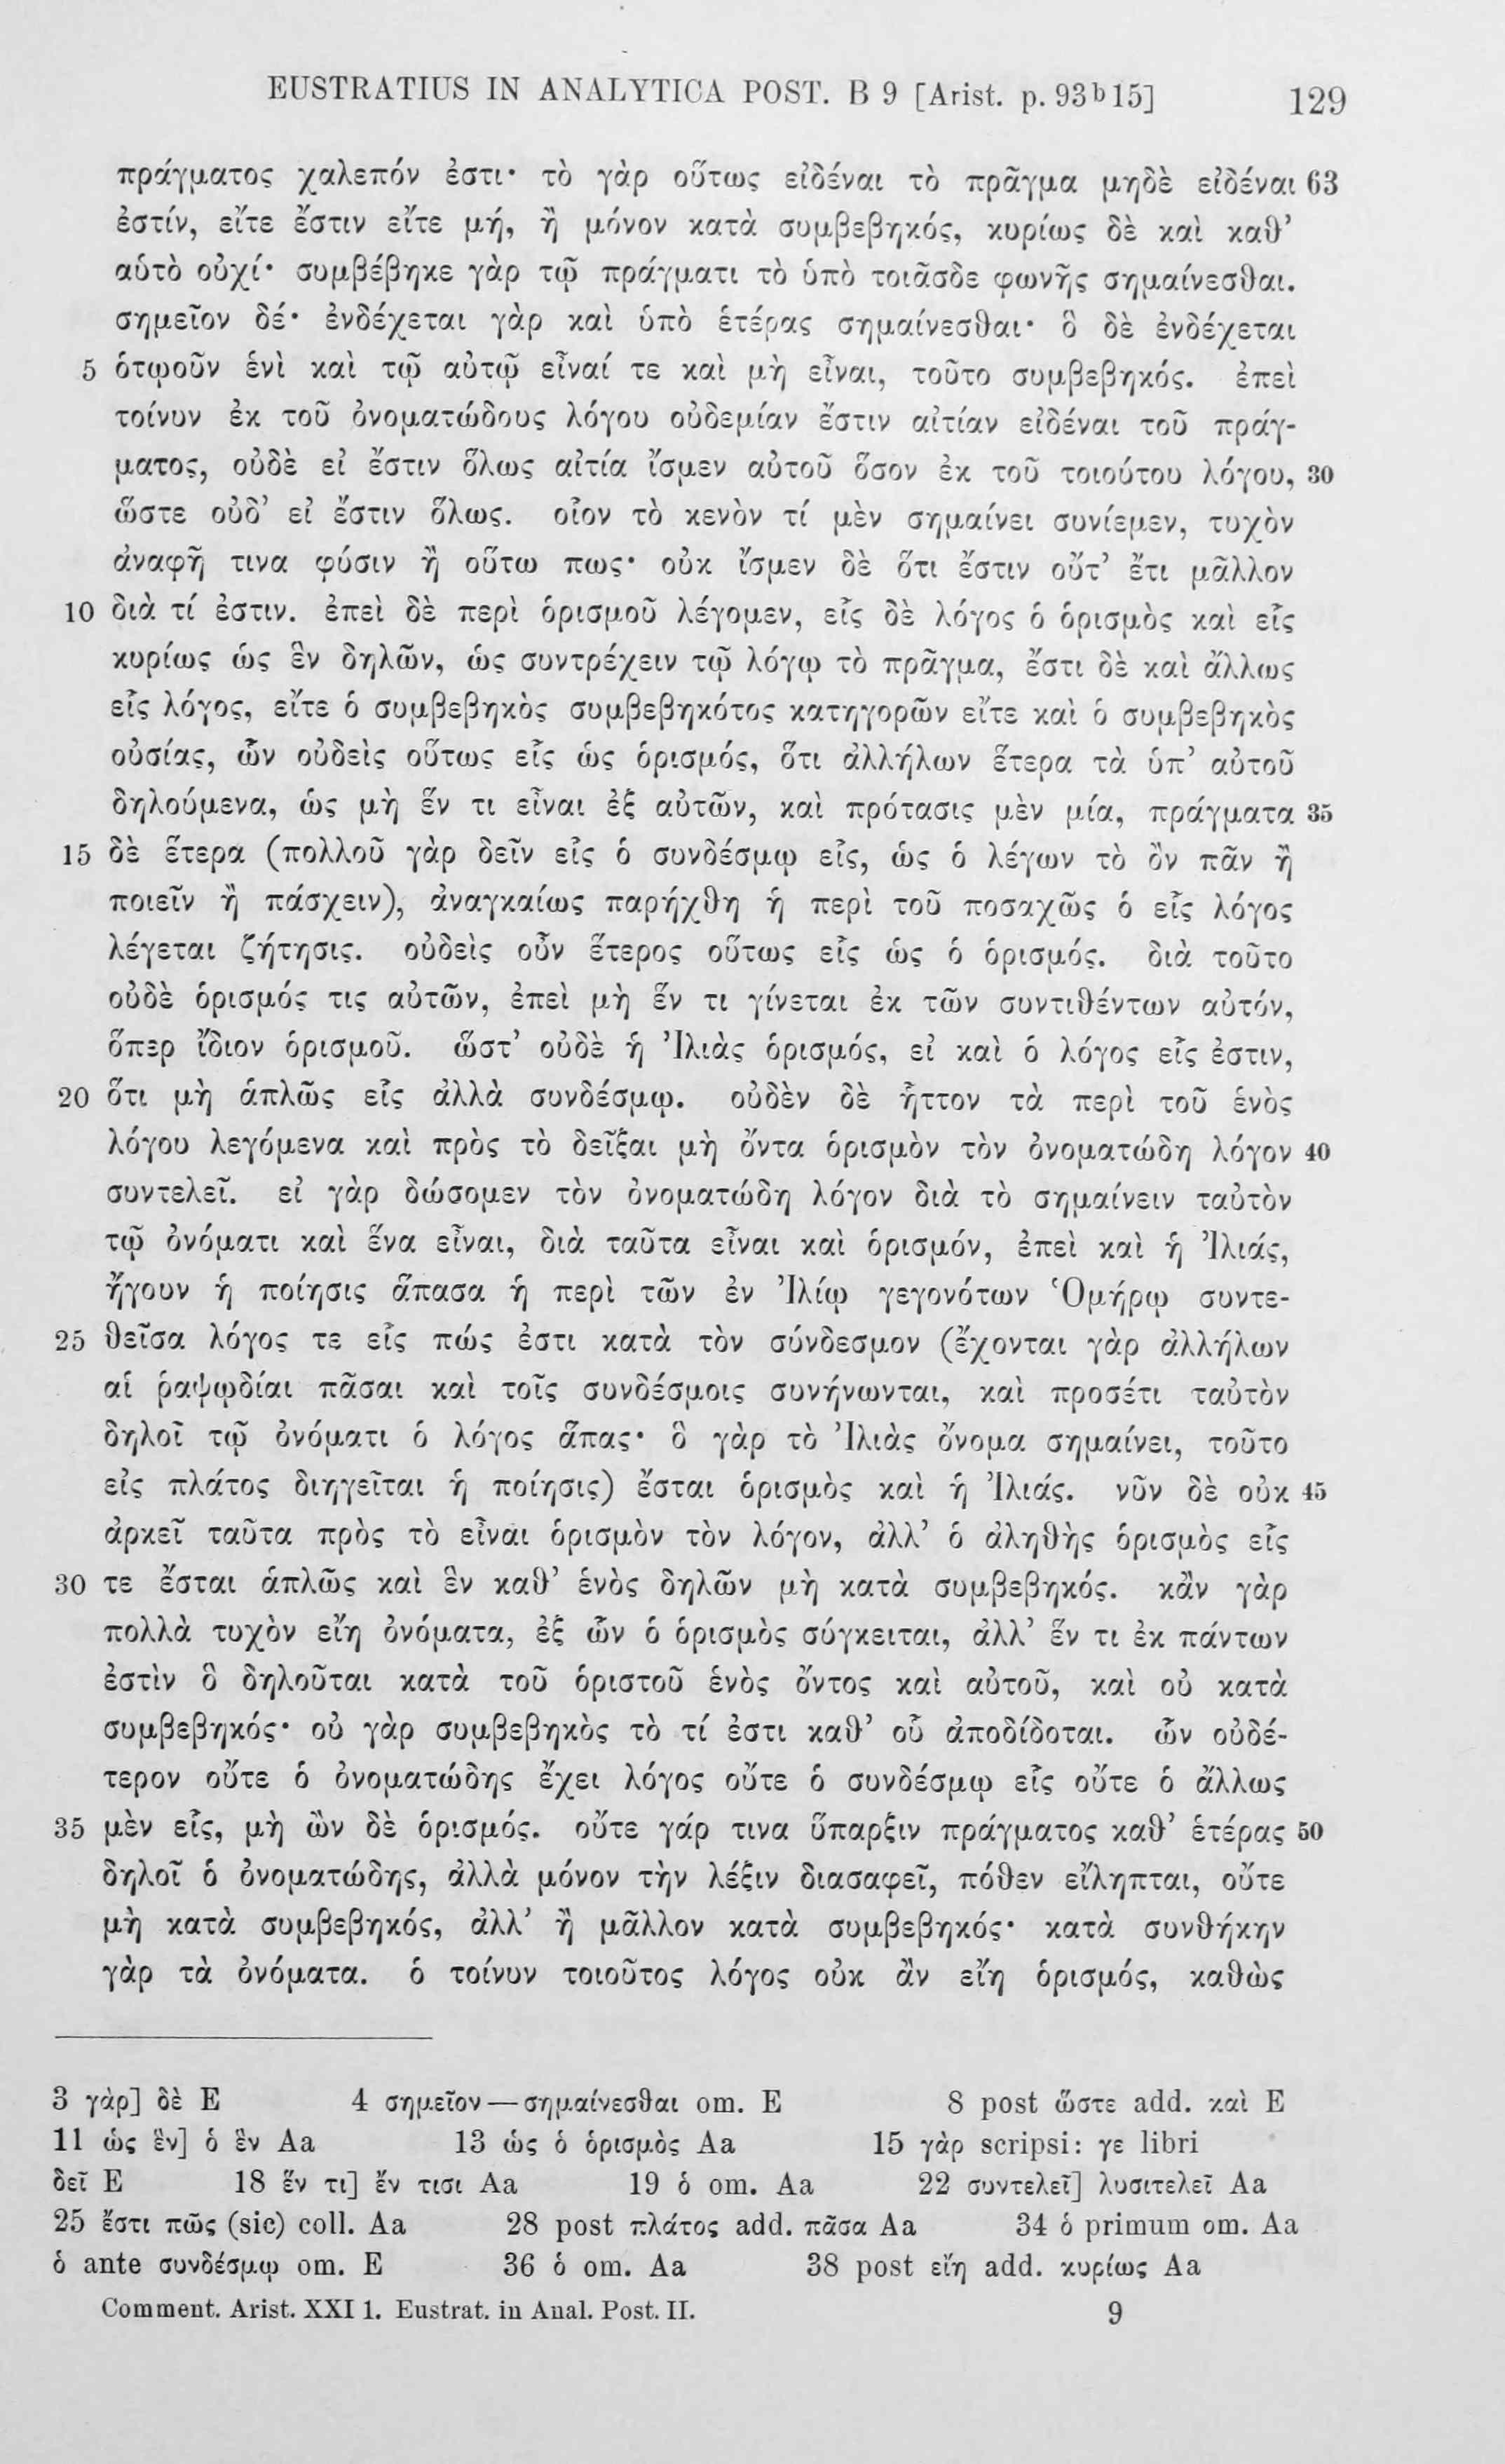 EUSTRATIUS IN ANALYTICA POST. B 9 [Arist. p. 93b15] 129
πράγματος χαλεπόν ἐστι· τὸ γὰρ οὕτως εἰδέναι τὸ πρᾶγμα μηδὲ εἰδέναι 63
ἐστίν, εἴτε ἔστιν εἴτε μή, ἢ μόνον κατὰ συμβεβηκός, κυρίως δὲ καὶ καθ’
αὑτὸ οὐχί· συμβέβηκε γὰρ τῷ πράγματι τὸ ὑπὸ τοιᾶσδε φωνῆς σημαίνεσθαι.
σημεῖον δέ· ἐνδέχεται γὰρ καὶ ὑπὸ ἑτέρας σημαίνεσθαι· ὃ δὲ ἐνδέχεται
5 ὁτῳοῦν ἑνὶ καὶ τῷ αὐτῷ εἶναί τε καὶ μὴ εἶναι, τοῦτο συμβεβηκός. ἐπεὶ
τοίνυν ἐκ τοῦ ὀνοματώδους λόγου οὐδεμίαν ἔστιν αἰτίαν εἰδέναι τοῦ πράγ-
ματος, οὐδὲ εἰ ἔστιν ὅλως αἰτία ἴσμεν αὐτοῦ ὅσον ἐκ τοῦ τοιούτου λόγου, 30
ὥστε οὐδ’ εἰ ἔστιν ὅλως. οἷον τὸ κενὸν τί μὲν σημαίνει συνίεμεν, τυχὸν
ἀναφῆ τινα φύσιν ἢ οὕτω πως· οὐκ ἴσμεν δὲ ὅτι ἔστιν οὔτ’ ἔτι μᾶλλον
10 διὰ τί ἐστιν. ἐπεὶ δὲ περὶ ὁρισμοῦ λέγομεν, εἷς δὲ λόγος ὁ ὁρισμὸς καὶ εἷς
κυρίως ὡς ἓν δηλῶν, ὡς συντρέχειν τῷ λόγῳ τὸ πρᾶγμα, ἔστι δὲ καὶ ἄλλως
εἷς λόγος, εἴτε ὁ συμβεβηκὸς συμβεβηκότος κατηγορῶν εἴτε καὶ ὁ συμβεβηκὸς
οὐσίας, ὧν οὐδεὶς οὕτως εἷς ὡς ὁρισμός, ὅτι ἀλλήλων ἕτερα τὰ ὑπ’ αὐτοῦ
δηλούμενα, ὡς μὴ ἕν τι εἶναι ἐξ αὐτῶν, καὶ πρότασις μὲν μία, πράγματα 35
15 δὲ ἕτερα (πολλοῦ γὰρ δεῖν εἷς ὁ συνδέσμῳ εἷς, ὡς ὁ λέγων τὸ ὂν πᾶν ἢ
ποιεῖν ἢ πάσχειν), ἀναγκαίως παρήχθη ἡ περὶ τοῦ ποσαχῶς ὁ εἷς λόγος
λέγεται ζήτησις. οὐδεὶς οὖν ἕτερος οὕτως εἷς ὡς ὁ ὁρισμός. διὰ τοῦτο
οὐδὲ ὁρισμός τις αὐτῶν, ἐπεὶ μὴ ἕν τι γίνεται ἐκ τῶν συντιθέντων αὐτόν,
ὅπερ ἴδιον ὁρισμοῦ. ὥστ’ οὐδὲ ἡ Ἰλιὰς ὁρισμός, εἰ καὶ ὁ λόγος εἷς ἐστιν,
20 ὅτι μὴ ἁπλῶς εἷς ἀλλὰ συνδέσμῳ. οὐδὲν δὲ ἧττον τὰ περὶ τοῦ ἑνὸς
λόγου λεγόμενα καὶ πρὸς τὸ δεῖξαι μὴ ὄντα ὁρισμὸν τὸν ὀνοματώδη λόγον 40
συντελεῖ. εἰ γὰρ δώσομεν τὸν ὀνοματώδη λόγον διὰ τὸ σημαίνειν ταὐτὸν
τῷ ὀνόματι καὶ ἕνα εἶναι, διὰ ταῦτα εἶναι καὶ ὁρισμόν, ἐπεὶ καὶ ἡ Ἰλιάς,
ἤγουν ἡ ποίησις ἅπασα ἡ περὶ τῶν ἐν Ἰλίῳ γεγονότων Ὁμήρῳ συντε-
25 θεῖσα λόγος τε εἷς πώς ἐστι κατὰ τὸν σύνδεσμον (ἔχονται γὰρ ἀλλήλων
αἱ ῥαψῳδίαι πᾶσαι καὶ τοῖς συνδέσμοις συνήνωνται, καὶ προσέτι ταὐτὸν
δηλοῖ τῷ ὀνόματι ὁ λόγος ἅπας· ὃ γὰρ τὸ Ἰλιὰς ὄνομα σημαίνει, τοῦτο
εἰς πλάτος διηγεῖται ἡ ποίησις) ἔσται ὁρισμὸς καὶ ἡ Ἰλιάς. νῦν δὲ οὐκ 45
ἀρκεῖ ταῦτα πρὸς τὸ εἶναι ὁρισμὸν τὸν λόγον, ἀλλ’ ὁ ἀληθὴς ὁρισμὸς εἷς
30 τε ἔσται ἁπλῶς καὶ ἓν καθ’ ἑνὸς δηλῶν μὴ κατὰ συμβεβηκός. κἂν γὰρ
πολλὰ τυχὸν εἴη ὀνόματα, ἐξ ὧν ὁ ὁρισμὸς σύγκειται, ἀλλ’ ἕν τι ἐκ πάντων
ἐστὶν ὃ δηλοῦται κατὰ τοῦ ὁριστοῦ ἑνὸς ὄντος καὶ αὐτοῦ, καὶ οὐ κατὰ
συμβεβηκός· οὐ γὰρ συμβεβηκὸς τὸ τί ἐστι καθ’ οὗ ἀποδίδοται. ὧν οὐδέ-
τερον οὔτε ὁ ὀνοματώδης ἔχει λόγος οὔτε ὁ συνδέσμῳ εἷς οὔτε ὁ ἄλλως
35 μὲν εἷς, μὴ ὢν δὲ ὁρισμός. οὔτε γάρ τινα ὕπαρξιν πράγματος καθ’ ἑτέρας 50
δηλοῖ ὁ ὀνοματώδης, ἀλλὰ μόνον τὴν λέξιν διασαφεῖ, πόθεν εἴληπται, οὔτε
μὴ κατὰ συμβεβηκός, ἀλλ’ ἢ μᾶλλον κατὰ συμβεβηκός· κατὰ συνθήκην
γὰρ τὰ ὀνόματα. ὁ τοίνυν τοιοῦτος λόγος οὐκ ἂν εἴη ὁρισμός, καθὼς
3 γὰρ] δὲ E 4 σημεῖον — σημαίνεσθαι om. E 8 post ὥστε add. καὶ E
11 ὡς ἓν] ὁ ἓν Aa 13 ὡς ὁ ὁρισμὸς Aa 15 γὰρ scripsi: γε libri
δεῖ E 18 ἕν τι] ἔν τισι Aa 19 ὁ om. Aa 22 συντελεῖ] λυσιτελεῖ Aa
25 ἔστι πῶς (sic) coll. Aa 28 post πλάτος add. πᾶσα Aa 34 ὁ primum om. Aa
ὁ ante συνδέσμῳ om. E 36 ὁ om. Aa 38 post εἴη add. κυρίως Aa
Comment. Arist. XXI 1. Eustrat. in Anal. Post. II. 9